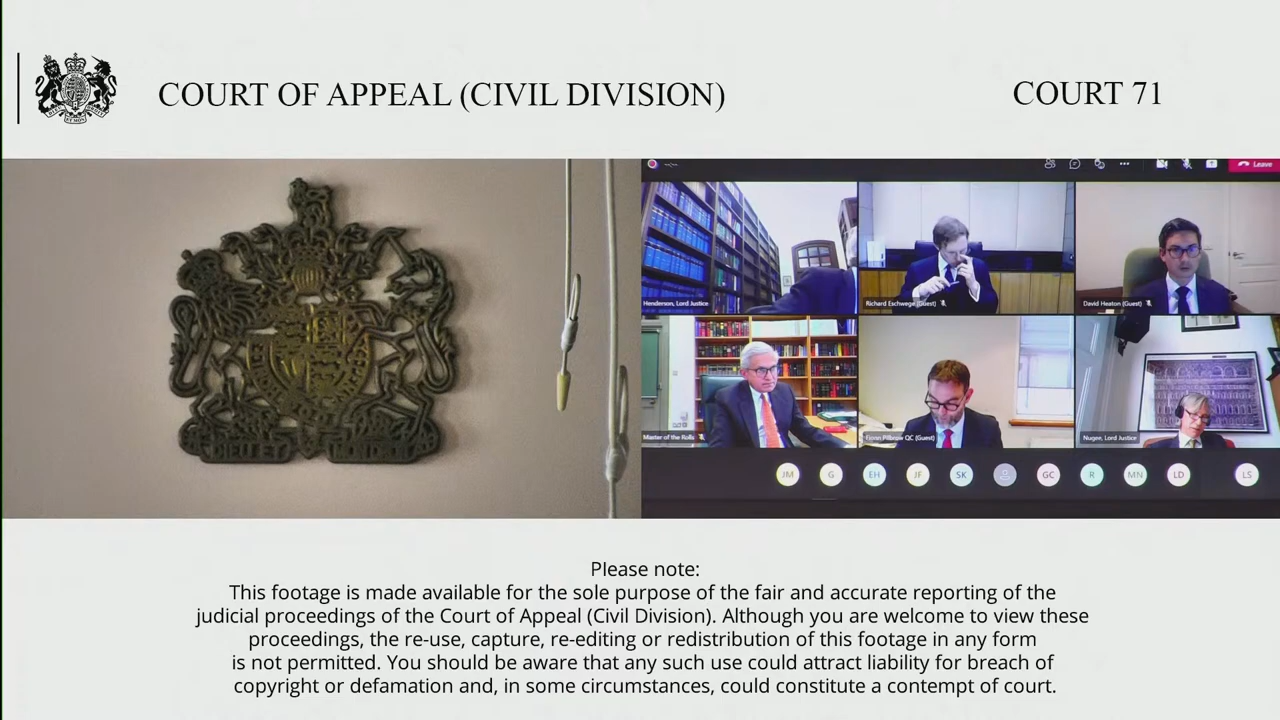 COURT OF APPEAL (CIVIL DIVISION)
COURT 71
Leave
Henderson, Lord Justice
Richard Eschwege (Guest)
David Heaton (Guest)
Master of the Rolls
Pilbrow QC (Guest)
Nugee, Lord Justice
JM
G
EH
JF
SK
GC
R
MN
LD
LS
DIEU ET
Please note:
This footage is made available for the sole purpose of the fair and accurate reporting of the
judicial proceedings of the Court of Appeal (Civil Division). Although you are welcome to view these
proceedings, the re-use, capture, re-editing or redistribution of this footage in any form
is not permitted. You should be aware that any such use could attract liability for breach of
copyright or defamation and, in some circumstances, could constitute a contempt of court.